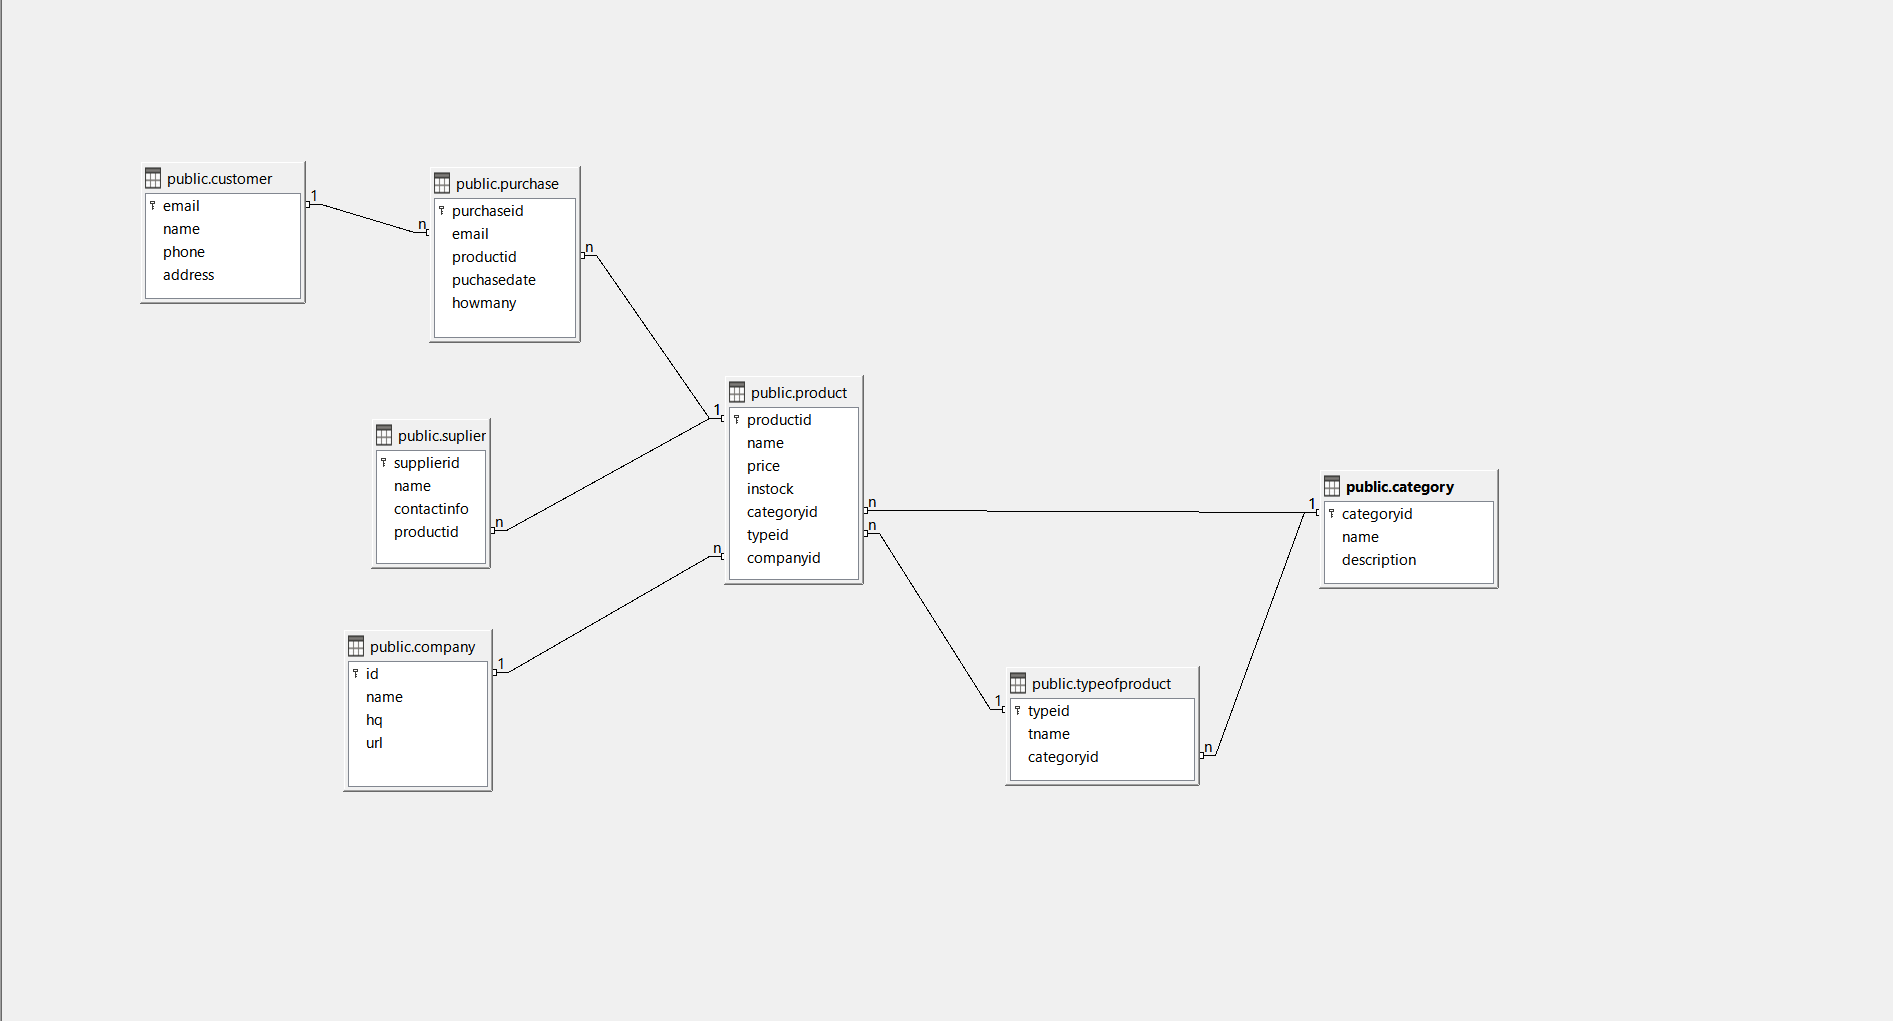 public.customer
email
name
phone
address
1
n
public.purchase
purchaseid
email
productid
puchasedate
howmany
n
public.suplier
supplierid
name
contactinfo
productid
n
1
public.product
productid
name
price
instock
categoryid
typeid
companyid
n
n
n
public.company
id
name
hq
url
1
1
public.typeofproduct
typeid
tname
categoryid
n
1
public.category
categoryid
name
description